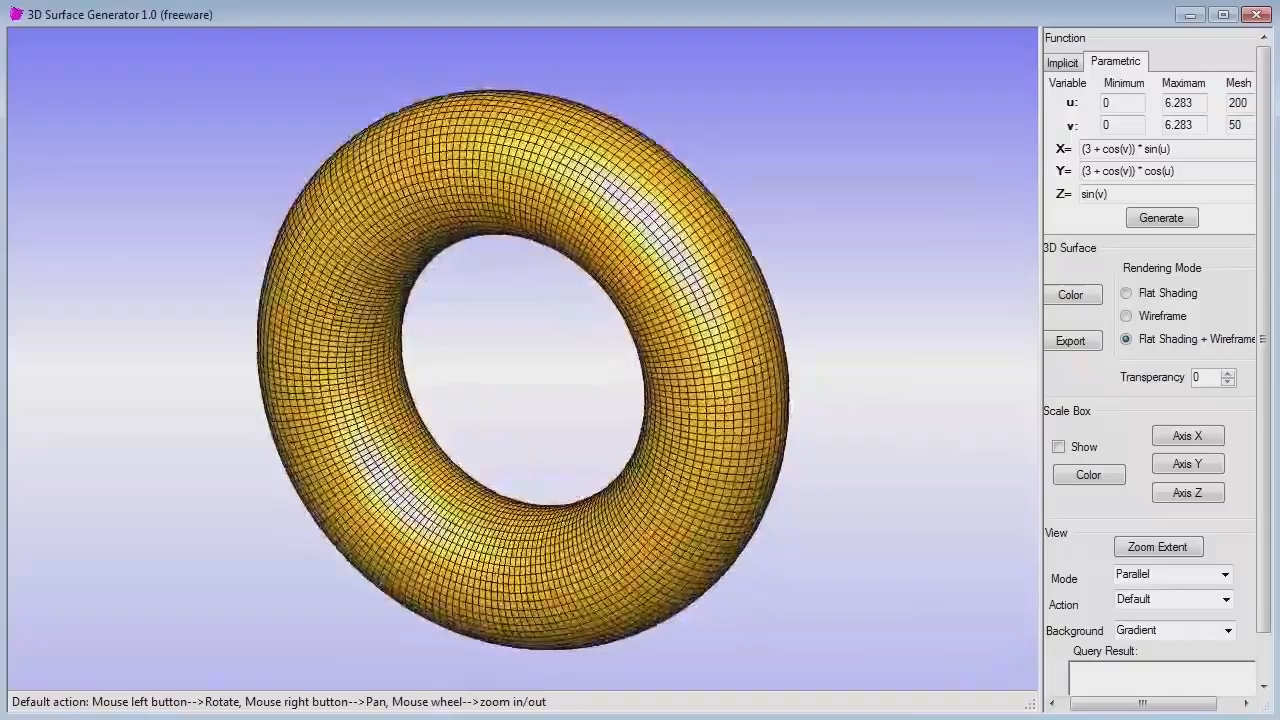 3D Surface Generator 1.0 (freeware)
Function
Implicit Parametric
Variable Minimum Maximam Mesh
u: 0 6.283 200
v: 0 6.283 50
X= (3 + cos(v)) * sin(u)
Y= (3 + cos(v)) * cos(u)
Z= sin(v)
Generate
3D Surface
Rendering Mode
Color Flat Shading
Wireframe
Export Flat Shading + Wireframe
Transperancy 0
Scale Box
Axis X
Show
Axis Y
Color
Axis Z
View
Zoom Extent
Mode Parallel
Action Default
Background Gradient
Query Result:
Default action: Mouse left button-->Rotate, Mouse right button-->Pan, Mouse wheel-->zoom in/out